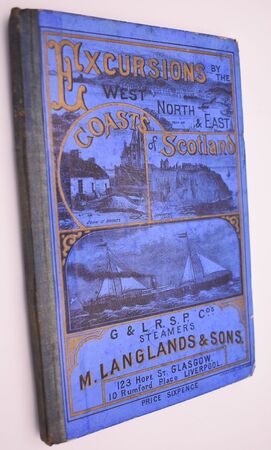 EXCURSIONS BY THE
WEST
NORTH & EAST
COASTS of Scotland
G & L. R. S. P. Cos
STEAMERS
M. LANGLANDS & SONS,
123 HOPE ST. GLASGOW.
10 Rumford Place LIVERPOOL.
PRICE SIXPENCE